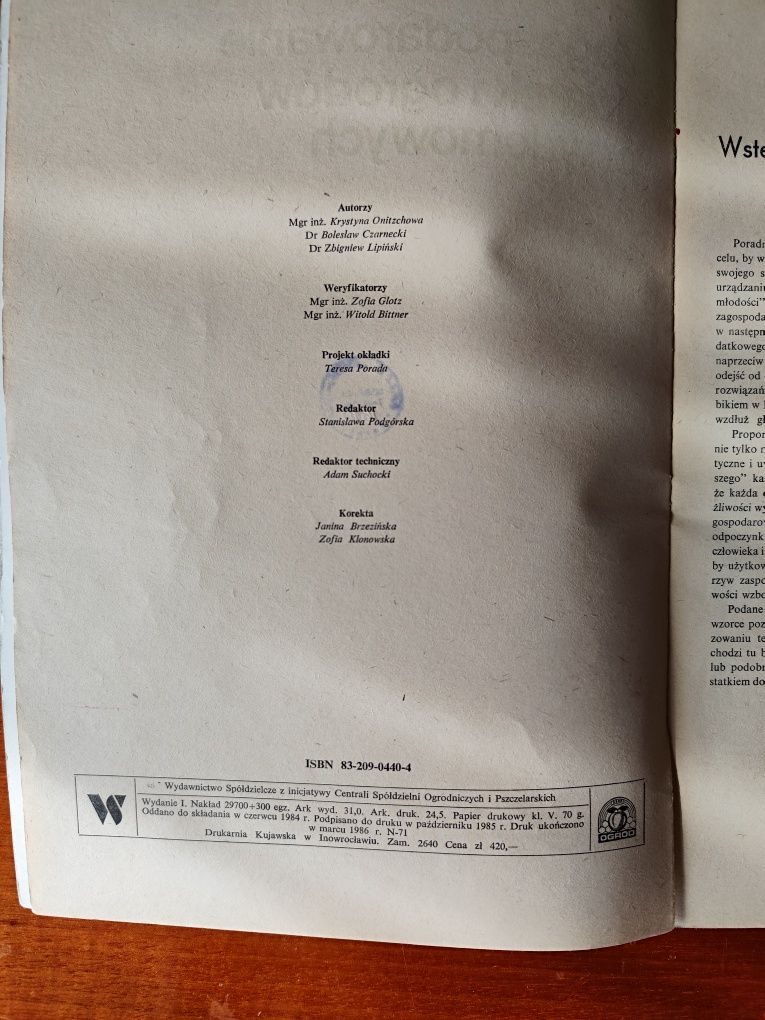 Autorzy
Mgr inż. Krystyna Onitzchowa
Dr Bolesław Czarnecki
Dr Zbigniew Lipiński
Weryfikatorzy
Mgr inż. Zofia Glotz
Mgr inż. Witold Bittner
Projekt okładki
Teresa Porada
Redaktor
Stanisława Podgórska
Redaktor techniczny
Adam Suchocki
Korekta
Janina Brzezińska
Zofia Klonowska
ISBN 83-209-0440-4
Wydawnictwo Spółdzielcze z inicjatywy Centrali Spółdzielni Ogrodniczych i Pszczelarskich
Wydanie I. Nakład 29700+300 egz. Ark wyd. 31,0. Ark. druk. 24,5. Papier drukowy kl. V. 70 g.
Oddano do składania w czerwcu 1984 r. Podpisano do druku w październiku 1985 r. Druk ukończono
w marcu 1986 r. N-71
Drukarnia Kujawska w Inowrocławiu. Zam. 2640 Cena zł 420,—
OGRÓD
Wstę
Poradn
celu, by w
swojego s
urządzani
młodości”
zagospoda
w następn
datkowego
naprzeciw
odejść od
rozwiązań
bikiem w
wzdłuż gł
Propor
nie tylko
tyczne i
szego” ka
że każda
żliwości wy
gospodarow
odpoczynk
człowieka i
by użytkow
rzyw zaspo
wości wzbo
Podane
wzorce poz
zowaniu te
chodzi tu
lub podobn
statkiem do